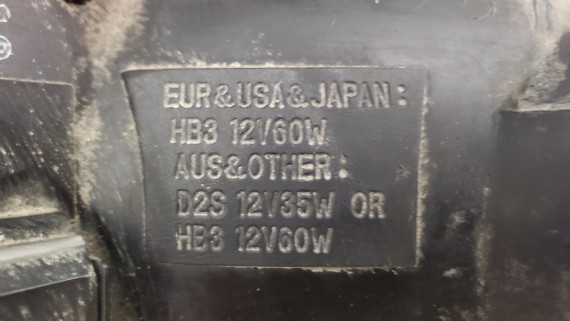 EUR&USA&JAPAN:
HB3 12V60W
AUS&OTHER:
D2S 12V35W OR
HB3 12V60W